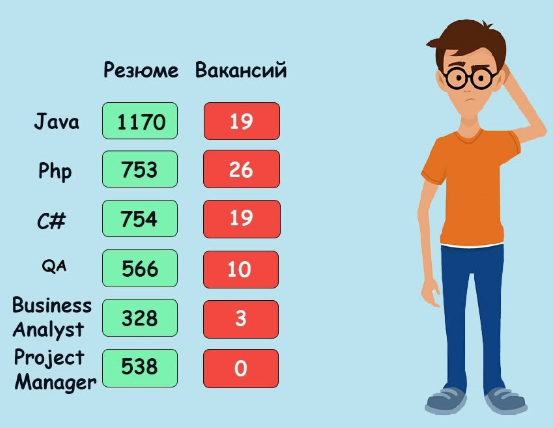 Резюме Вакансий
Java 1170 19
Php 753 26
C# 754 19
QA 566 10
Business
Analyst 328 3
Project
Manager 538 0